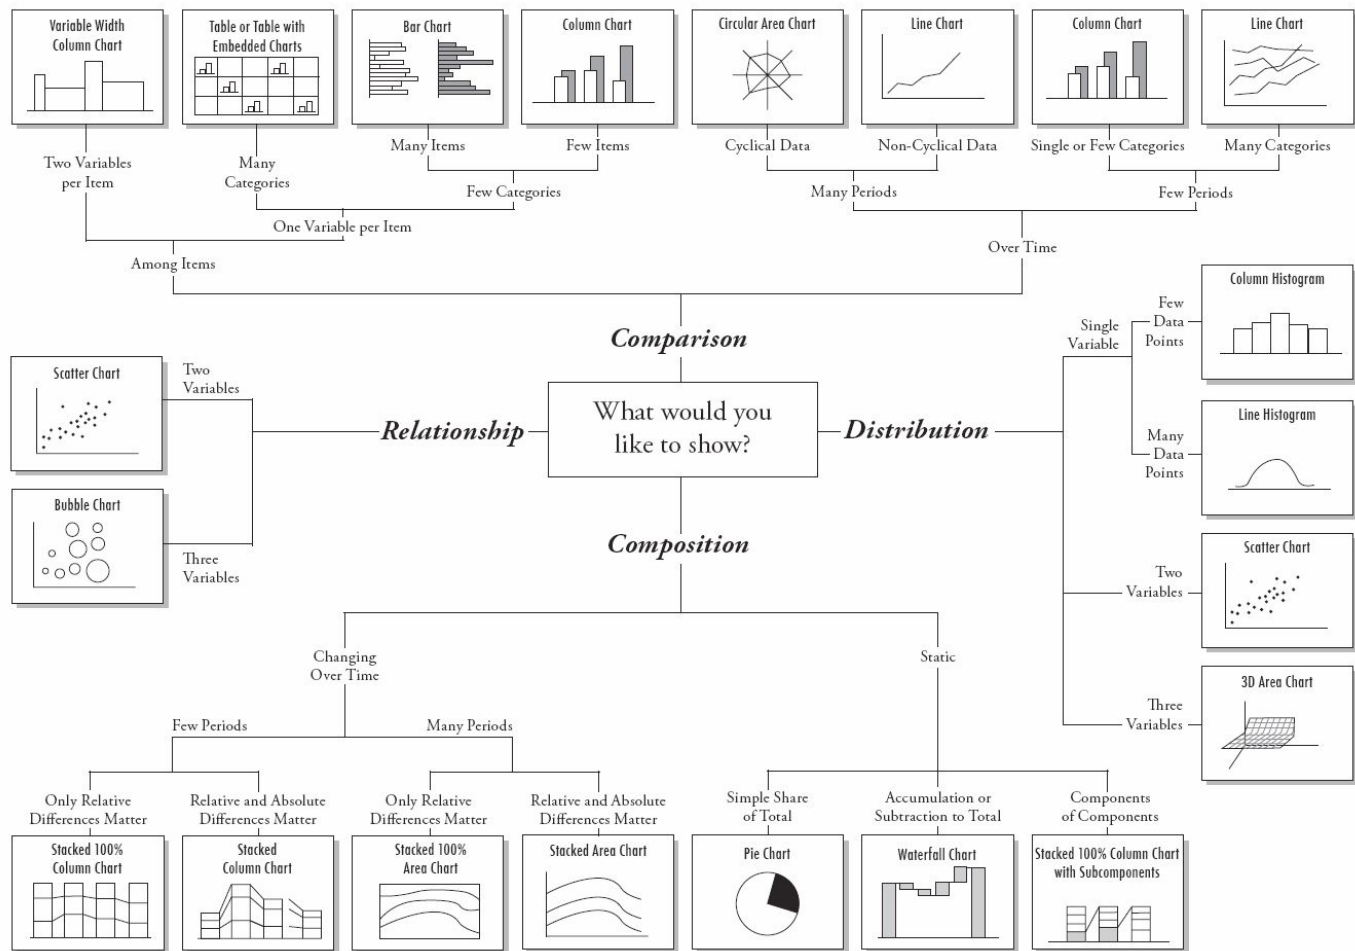 Variable Width
Column Chart
Table or Table with
Embedded Charts
Bar Chart
Column Chart
Circular Area Chart
Line Chart
Column Chart
Line Chart
Two Variables
per Item
Many
Categories
Many Items
Few Items
Cyclical Data
Non-Cyclical Data
Single or Few Categories
Many Categories
Few Categories
Many Periods
Few Periods
One Variable per Item
Among Items
Over Time
Comparison
What would you
like to show?
Relationship
Two
Variables
Scatter Chart
Bubble Chart
Three
Variables
Distribution
Single
Variable
Few
Data
Points
Column Histogram
Many
Data
Points
Line Histogram
Two
Variables
Scatter Chart
Three
Variables
3D Area Chart
Composition
Changing
Over Time
Static
Few Periods
Many Periods
Only Relative
Differences Matter
Relative and Absolute
Differences Matter
Only Relative
Differences Matter
Relative and Absolute
Differences Matter
Simple Share
of Total
Accumulation or
Subtraction to Total
Components
of Components
Stacked 100%
Column Chart
Stacked
Column Chart
Stacked 100%
Area Chart
Stacked Area Chart
Pie Chart
Waterfall Chart
Stacked 100% Column Chart
with Subcomponents